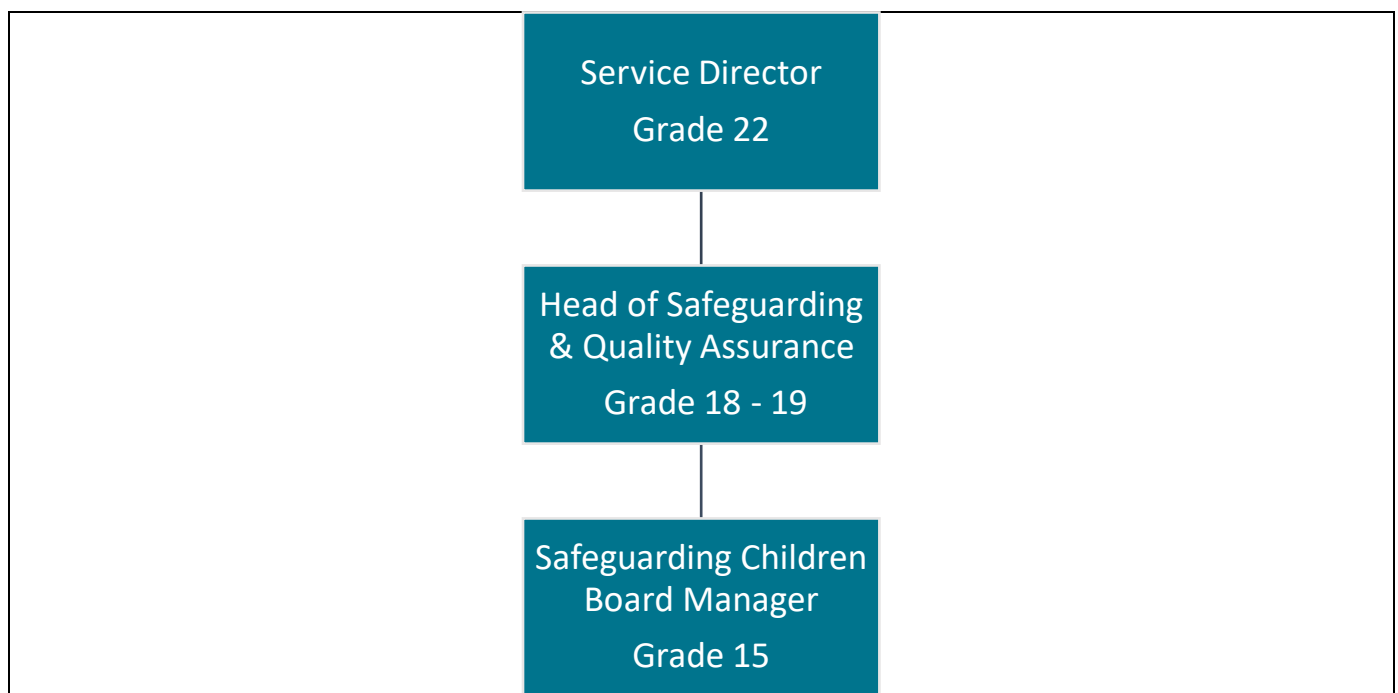 Service Director
Grade 22
Head of Safeguarding
& Quality Assurance
Grade 18 - 19
Safeguarding Children
Board Manager
Grade 15